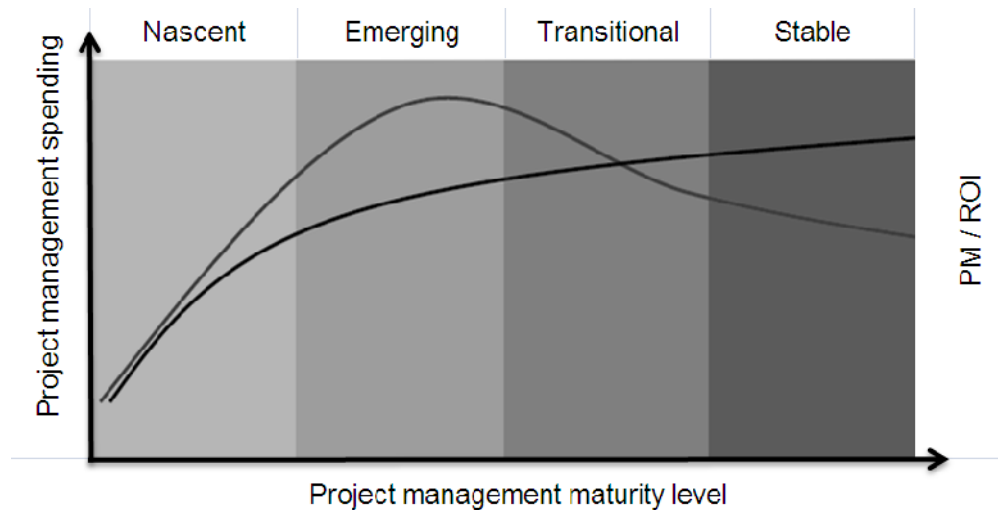 Nascent
Emerging
Transitional
Stable
Project management spending
PM / ROI
Project management maturity level